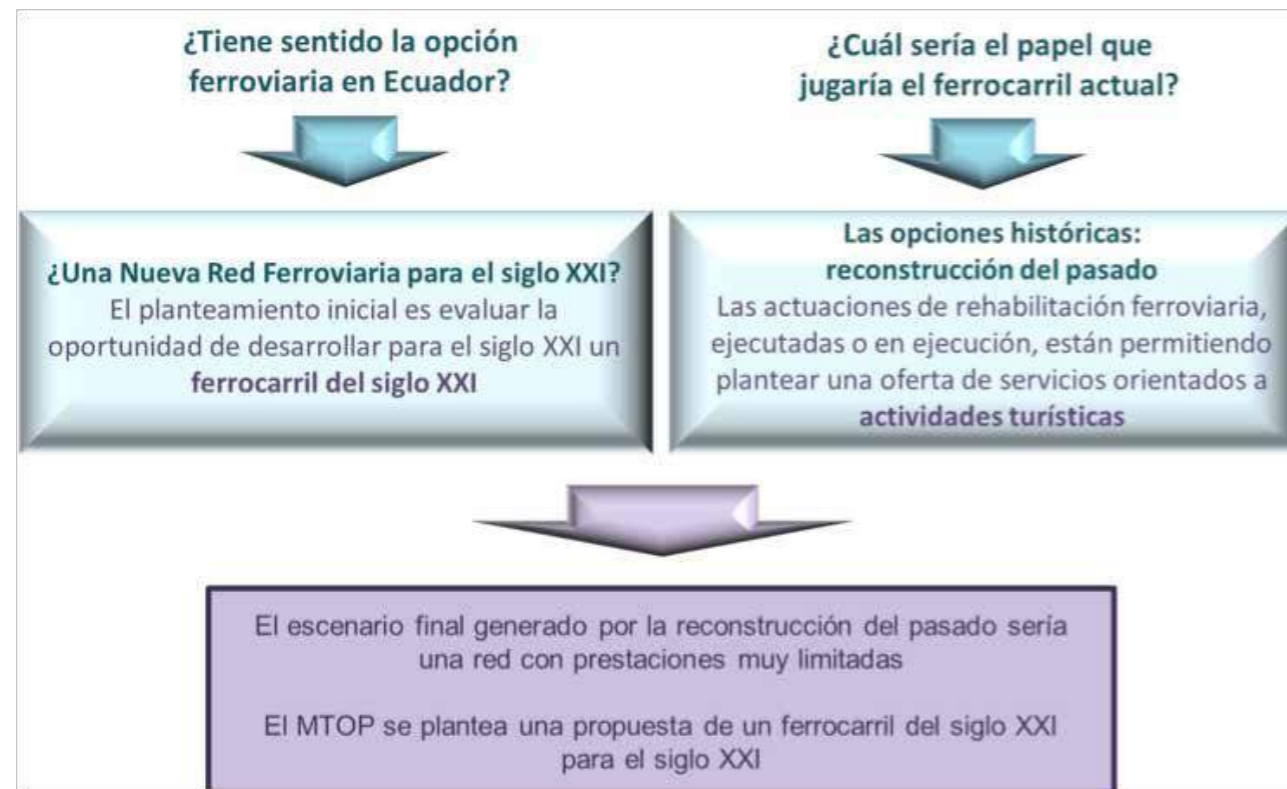 ¿Tiene sentido la opción
ferroviaria en Ecuador?
¿Cuál sería el papel que
jugaría el ferrocarril actual?
¿Una Nueva Red Ferroviaria para el siglo XXI?
El planteamiento inicial es evaluar la
oportunidad de desarrollar para el siglo XXI un
ferrocarril del siglo XXI
Las opciones históricas:
reconstrucción del pasado
Las actuaciones de rehabilitación ferroviaria,
ejecutadas o en ejecución, están permitiendo
plantear una oferta de servicios orientados a
actividades turísticas
El escenario final generado por la reconstrucción del pasado sería
una red con prestaciones muy limitadas
El MTOP se plantea una propuesta de un ferrocarril del siglo XXI
para el siglo XXI